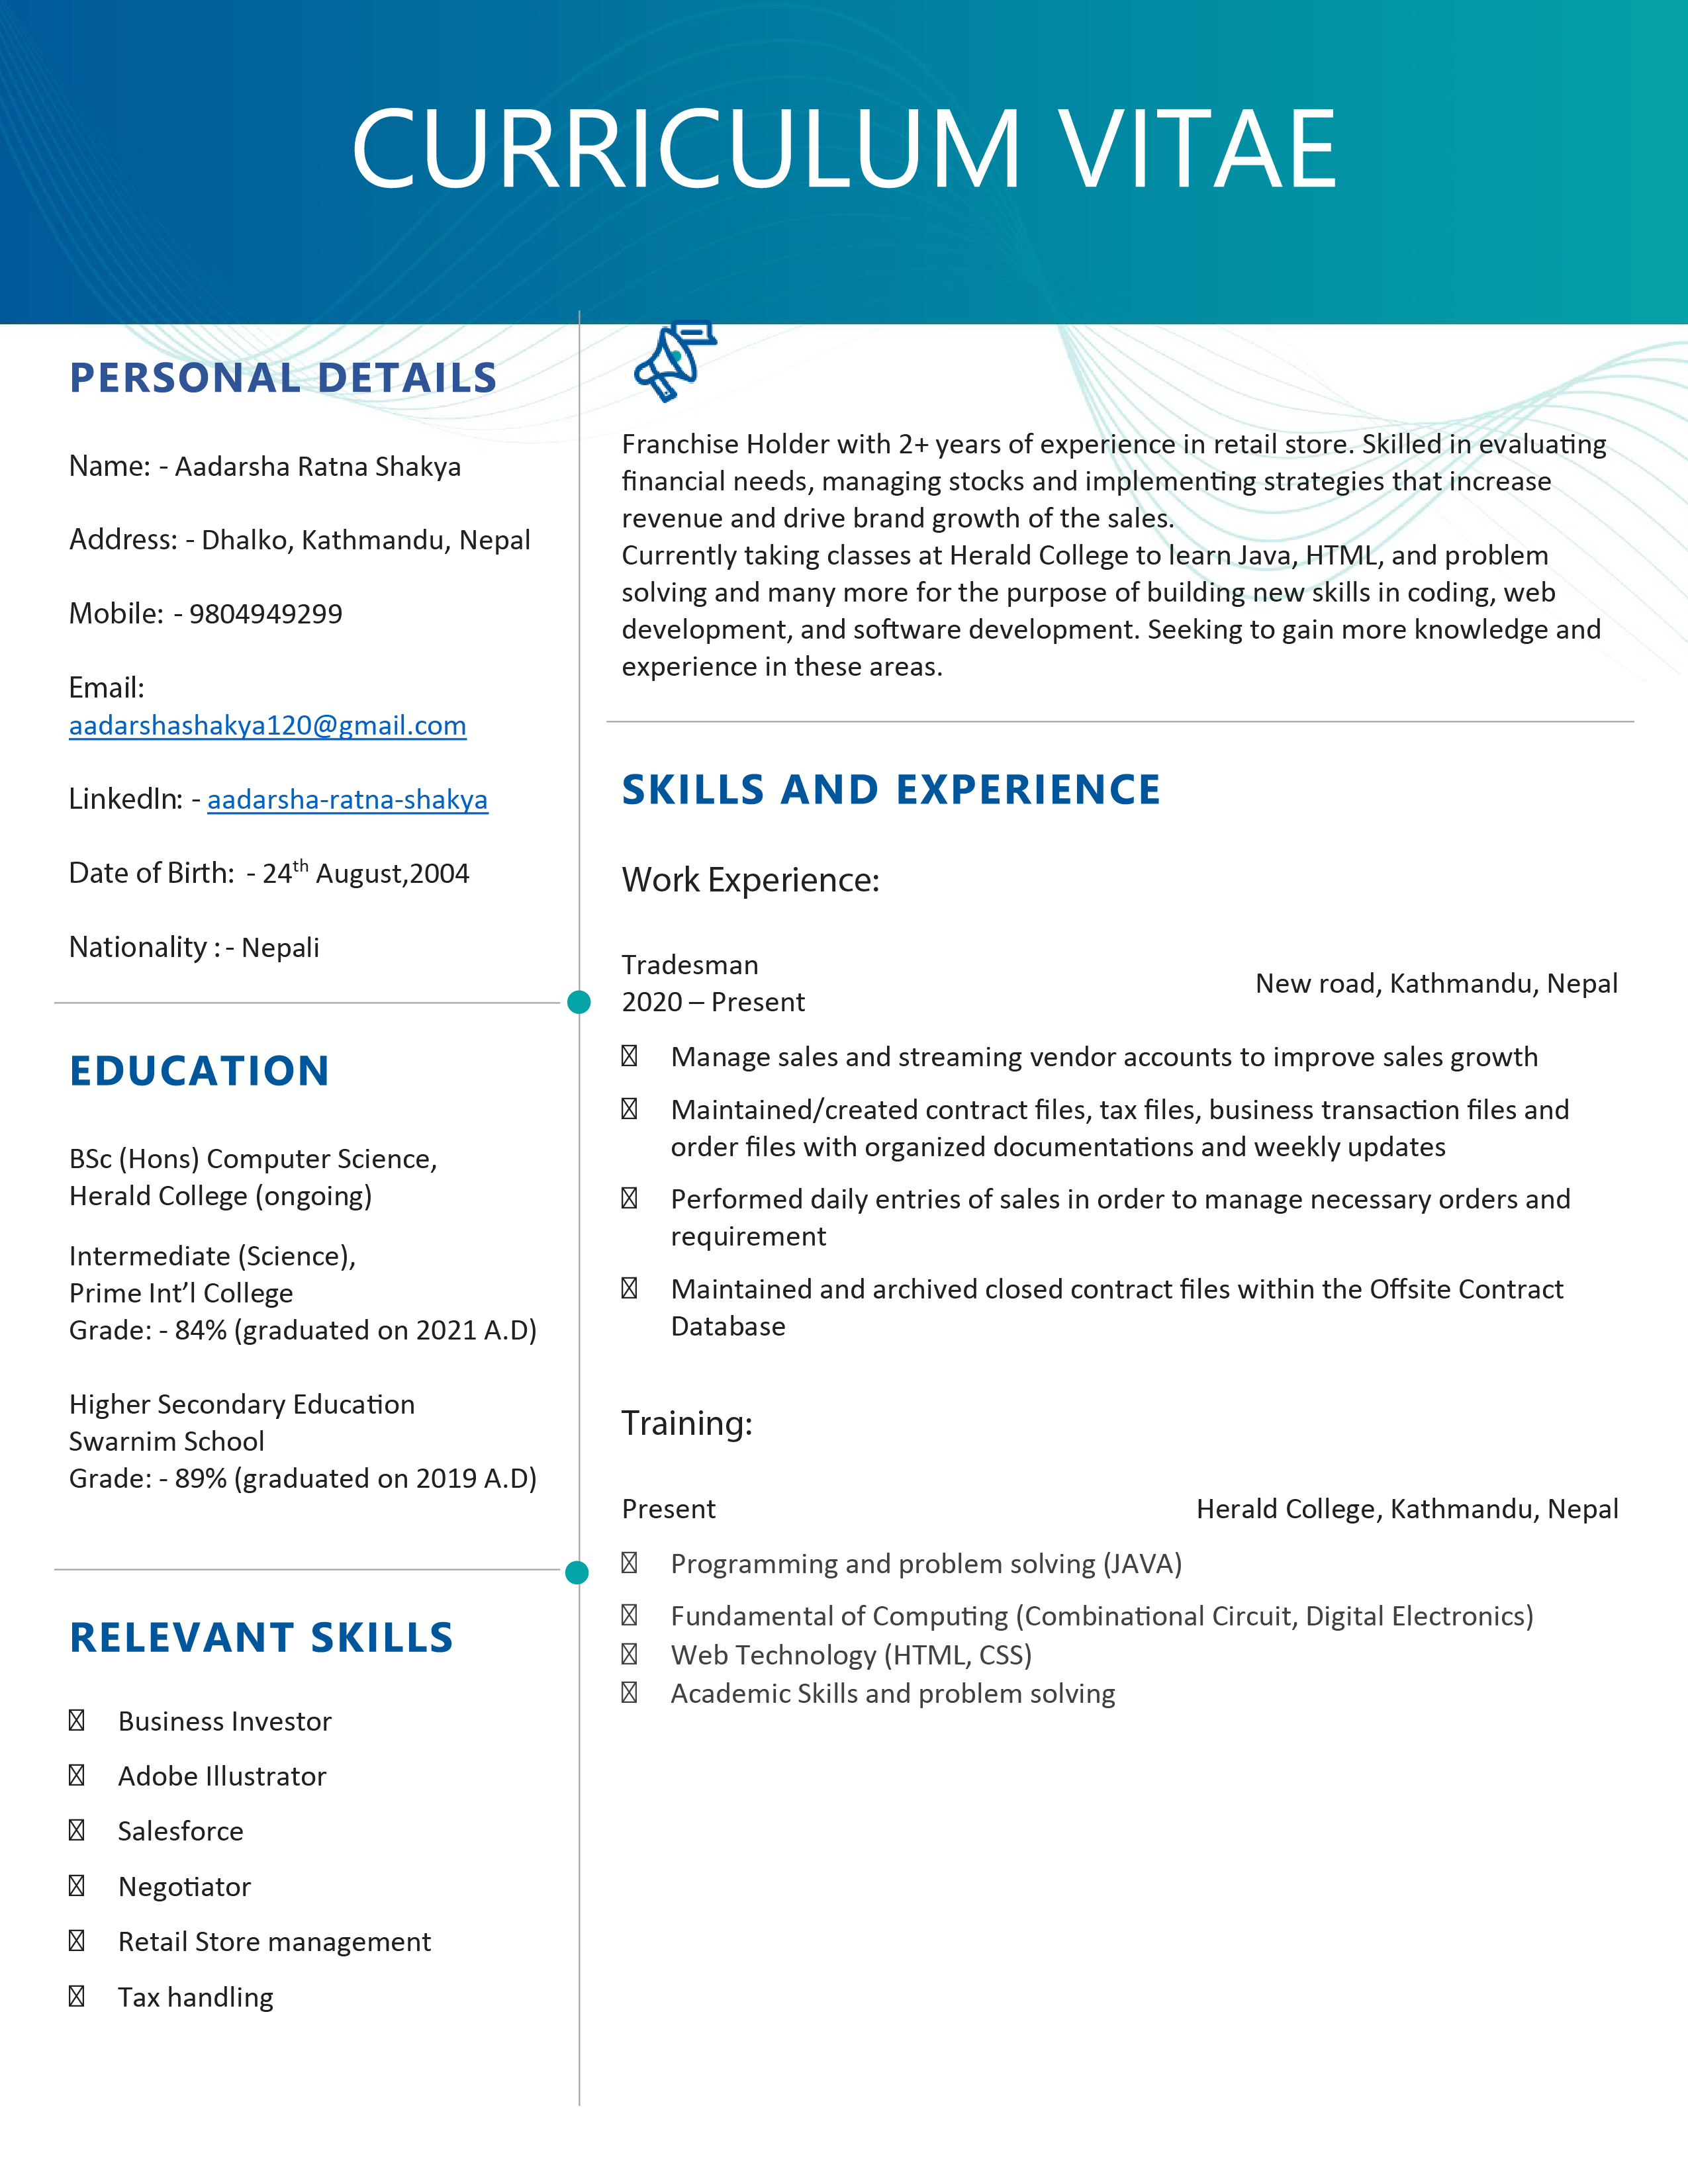 CURRICULUM VITAE
PERSONAL DETAILS
Name: - Aadarsha Ratna Shakya
Address: - Dhalko, Kathmandu, Nepal
Mobile: - 9804949299
Email:
aadarshashakya120@gmail.com
LinkedIn: - aadarsha-ratna-shakya
Date of Birth: - 24th August,2004
Nationality : - Nepali
EDUCATION
BSc (Hons) Computer Science,
Herald College (ongoing)
Intermediate (Science),
Prime Int’l College
Grade: - 84% (graduated on 2021 A.D)
Higher Secondary Education
Swarnim School
Grade: - 89% (graduated on 2019 A.D)
RELEVANT SKILLS
Business Investor
Adobe Illustrator
Salesforce
Negotiator
Retail Store management
Tax handling
Franchise Holder with 2+ years of experience in retail store. Skilled in evaluating
financial needs, managing stocks and implementing strategies that increase
revenue and drive brand growth of the sales.
Currently taking classes at Herald College to learn Java, HTML, and problem
solving and many more for the purpose of building new skills in coding, web
development, and software development. Seeking to gain more knowledge and
experience in these areas.
SKILLS AND EXPERIENCE
Work Experience:
Tradesman
2020 – Present
New road, Kathmandu, Nepal
Manage sales and streaming vendor accounts to improve sales growth
Maintained/created contract files, tax files, business transaction files and
order files with organized documentations and weekly updates
Performed daily entries of sales in order to manage necessary orders and
requirement
Maintained and archived closed contract files within the Offsite Contract
Database
Training:
Present
Herald College, Kathmandu, Nepal
Programming and problem solving (JAVA)
Fundamental of Computing (Combinational Circuit, Digital Electronics)
Web Technology (HTML, CSS)
Academic Skills and problem solving